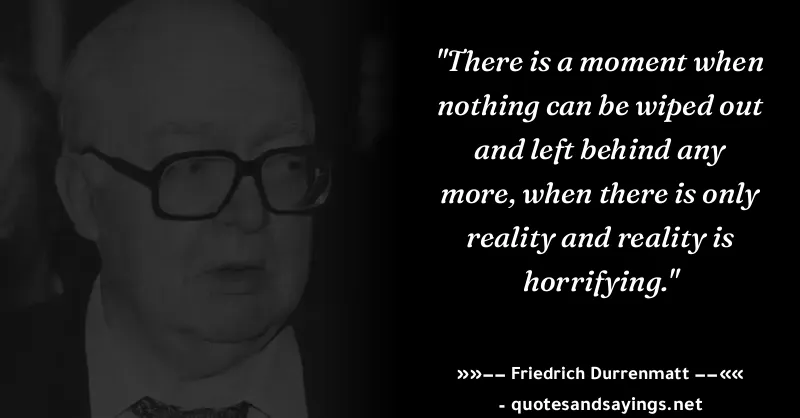 "There is a moment when
nothing can be wiped out
and left behind any
more, when there is only
reality and reality is
horrifying."
»»−− Friedrich Durrenmatt −−««
- quotesandsayings.net